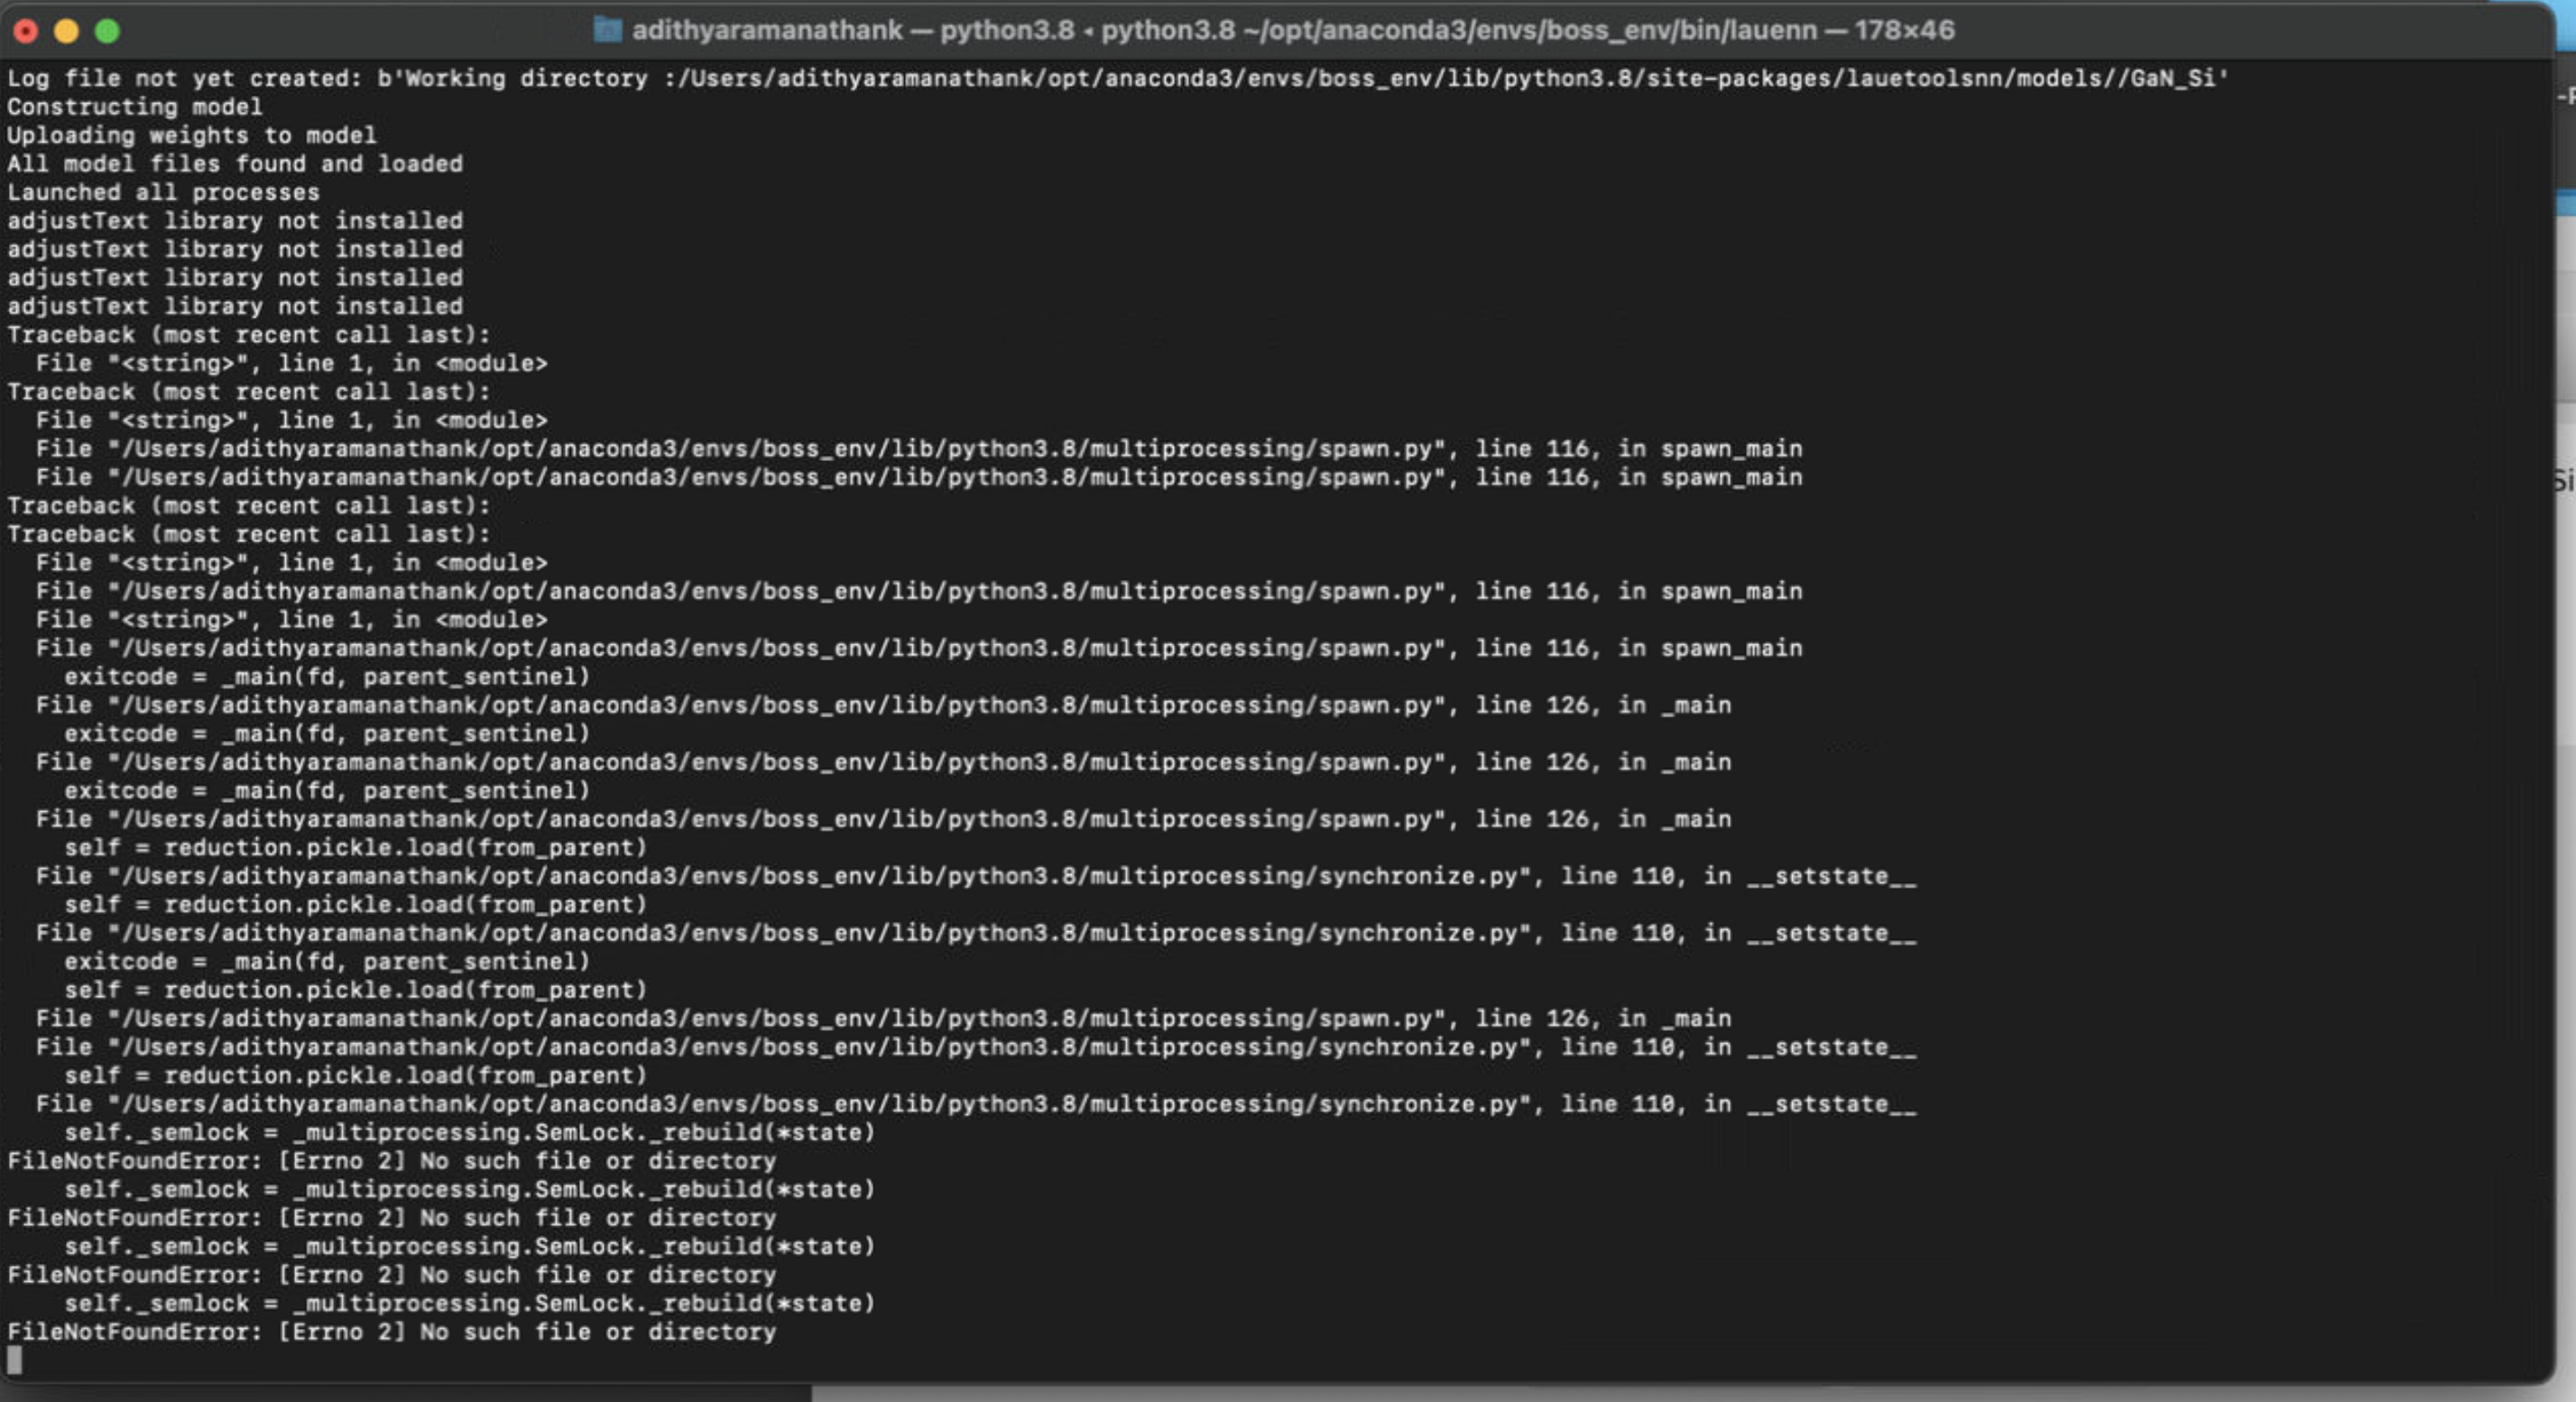 adithyaramanathank — python3.8 ◂ python3.8 ~/opt/anaconda3/envs/boss_env/bin/lauenn — 178×46
Log file not yet created: b'Working directory :/Users/adithyaramanathank/opt/anaconda3/envs/boss_env/lib/python3.8/site-packages/lauetoolsnn/models//GaN_Si'
Constructing model
Uploading weights to model
All model files found and loaded
Launched all processes
adjustText library not installed
adjustText library not installed
adjustText library not installed
adjustText library not installed
Traceback (most recent call last):
  File "<string>", line 1, in <module>
Traceback (most recent call last):
  File "<string>", line 1, in <module>
  File "/Users/adithyaramanathank/opt/anaconda3/envs/boss_env/lib/python3.8/multiprocessing/spawn.py", line 116, in spawn_main
  File "/Users/adithyaramanathank/opt/anaconda3/envs/boss_env/lib/python3.8/multiprocessing/spawn.py", line 116, in spawn_main
Traceback (most recent call last):
Traceback (most recent call last):
  File "<string>", line 1, in <module>
  File "/Users/adithyaramanathank/opt/anaconda3/envs/boss_env/lib/python3.8/multiprocessing/spawn.py", line 116, in spawn_main
  File "<string>", line 1, in <module>
  File "/Users/adithyaramanathank/opt/anaconda3/envs/boss_env/lib/python3.8/multiprocessing/spawn.py", line 116, in spawn_main
    exitcode = _main(fd, parent_sentinel)
  File "/Users/adithyaramanathank/opt/anaconda3/envs/boss_env/lib/python3.8/multiprocessing/spawn.py", line 126, in _main
    exitcode = _main(fd, parent_sentinel)
  File "/Users/adithyaramanathank/opt/anaconda3/envs/boss_env/lib/python3.8/multiprocessing/spawn.py", line 126, in _main
    exitcode = _main(fd, parent_sentinel)
  File "/Users/adithyaramanathank/opt/anaconda3/envs/boss_env/lib/python3.8/multiprocessing/spawn.py", line 126, in _main
    self = reduction.pickle.load(from_parent)
  File "/Users/adithyaramanathank/opt/anaconda3/envs/boss_env/lib/python3.8/multiprocessing/synchronize.py", line 110, in __setstate__
    self = reduction.pickle.load(from_parent)
  File "/Users/adithyaramanathank/opt/anaconda3/envs/boss_env/lib/python3.8/multiprocessing/synchronize.py", line 110, in __setstate__
    exitcode = _main(fd, parent_sentinel)
    self = reduction.pickle.load(from_parent)
  File "/Users/adithyaramanathank/opt/anaconda3/envs/boss_env/lib/python3.8/multiprocessing/spawn.py", line 126, in _main
  File "/Users/adithyaramanathank/opt/anaconda3/envs/boss_env/lib/python3.8/multiprocessing/synchronize.py", line 110, in __setstate__
    self = reduction.pickle.load(from_parent)
  File "/Users/adithyaramanathank/opt/anaconda3/envs/boss_env/lib/python3.8/multiprocessing/synchronize.py", line 110, in __setstate__
    self._semlock = _multiprocessing.SemLock._rebuild(*state)
FileNotFoundError: [Errno 2] No such file or directory
    self._semlock = _multiprocessing.SemLock._rebuild(*state)
FileNotFoundError: [Errno 2] No such file or directory
    self._semlock = _multiprocessing.SemLock._rebuild(*state)
FileNotFoundError: [Errno 2] No such file or directory
    self._semlock = _multiprocessing.SemLock._rebuild(*state)
FileNotFoundError: [Errno 2] No such file or directory